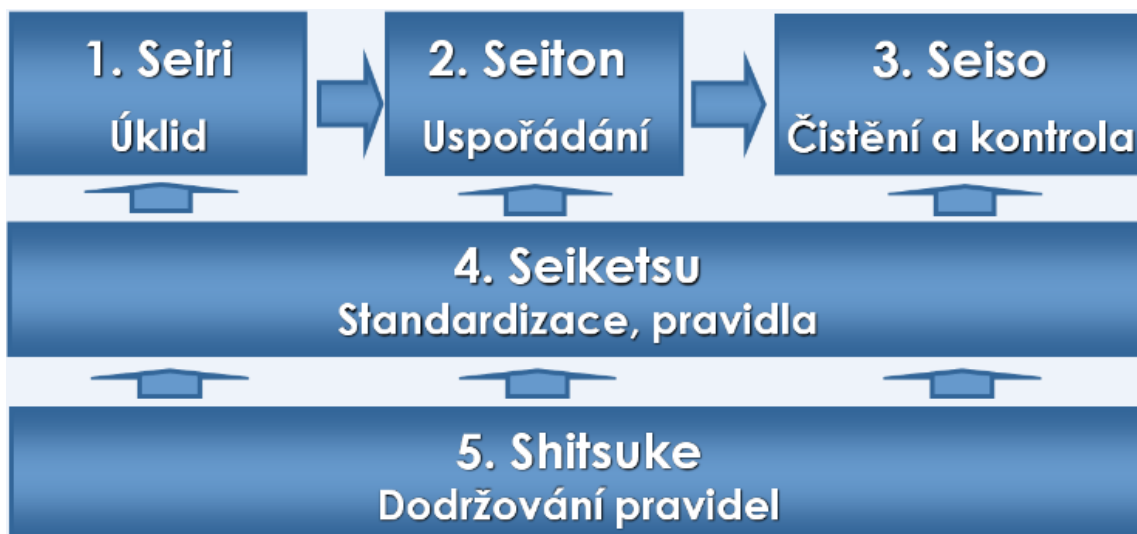 1. Seiri
Úklid
2. Seiton
Uspořádání
3. Seiso
Čistění a kontrola
4. Seiketsu
Standardizace, pravidla
5. Shitsuke
Dodržování pravidel